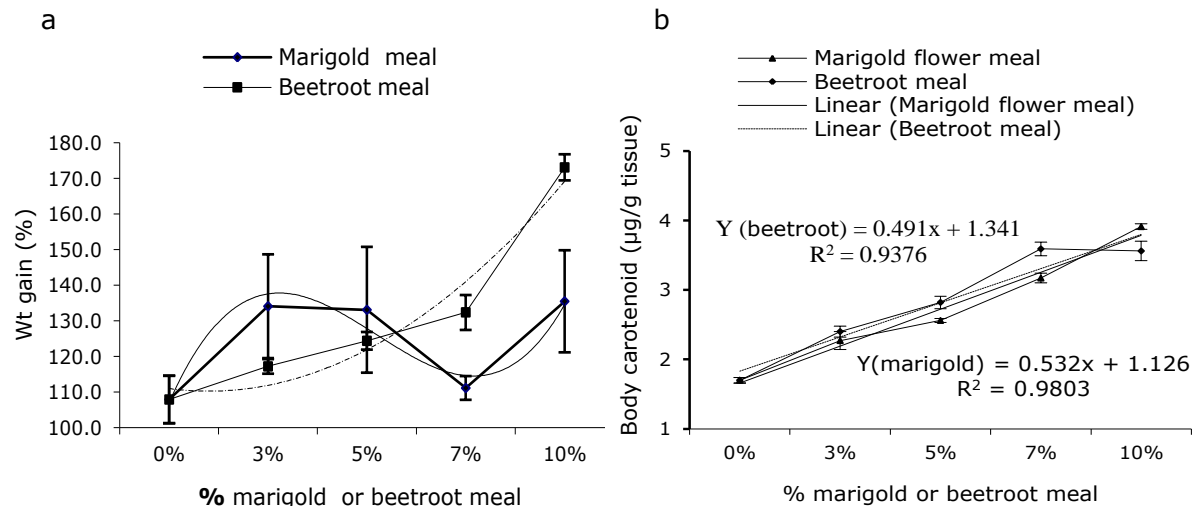 a
Marigold meal
Beetroot meal
180.0
170.0
160.0
150.0
140.0
130.0
120.0
110.0
100.0
Wt gain (%)
0% 3% 5% 7% 10%
% marigold or beetroot meal
b
Marigold flower meal
Beetroot meal
Linear (Marigold flower meal)
Linear (Beetroot meal)
5
4
3
2
1
Body carotenoid (µg/g tissue)
Y (beetroot) = 0.491x + 1.341
R² = 0.9376
Y(marigold) = 0.532x + 1.126
R² = 0.9803
0% 3% 5% 7% 10%
% marigold or beetroot meal